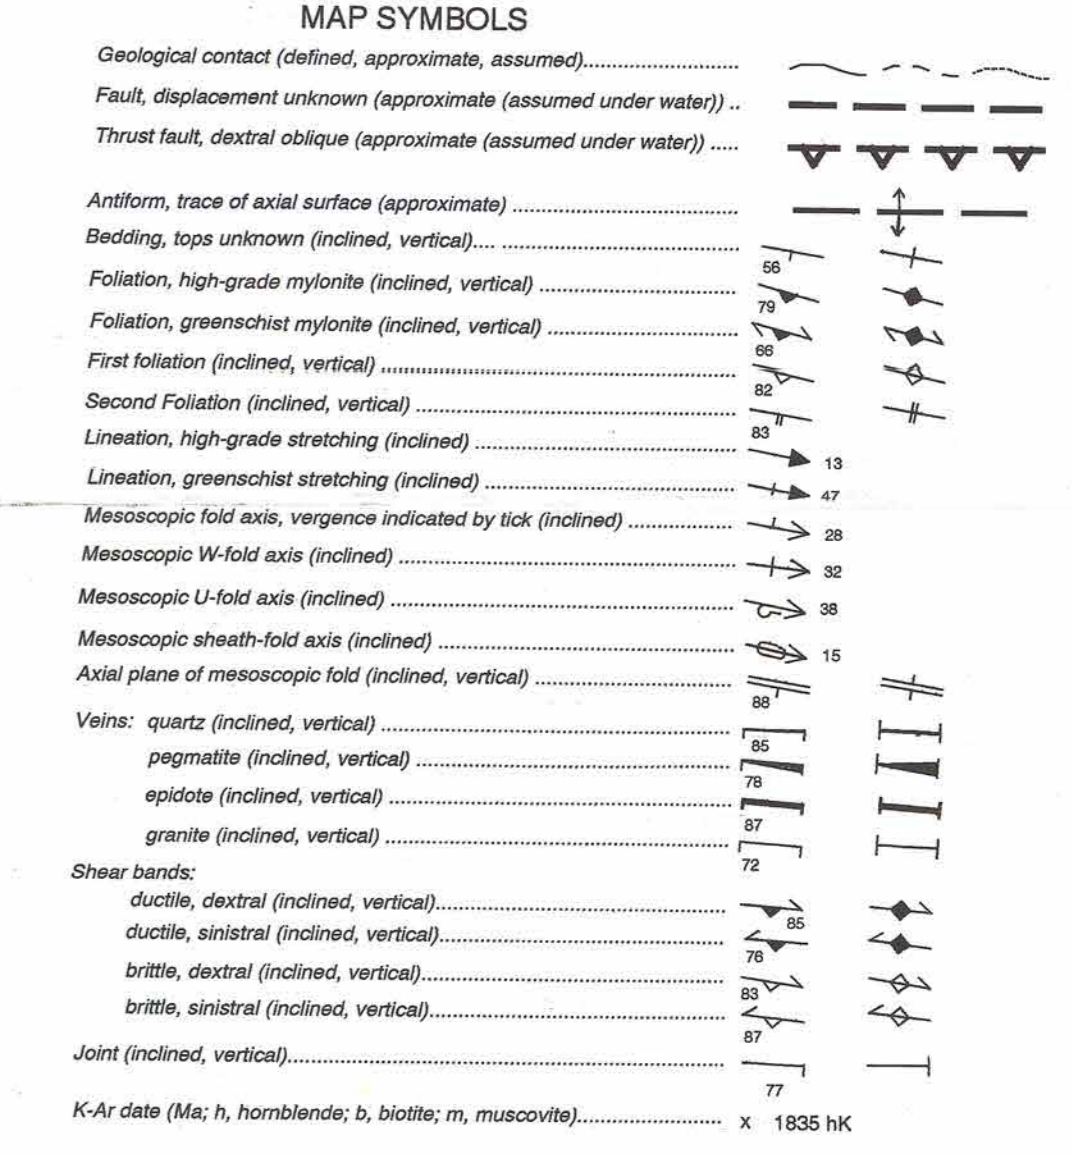 MAP SYMBOLS
Geological contact (defined, approximate, assumed)..........................
Fault, displacement unknown (approximate (assumed under water)) ..
Thrust fault, dextral oblique (approximate (assumed under water)) .....
Antiform, trace of axial surface (approximate) ......................................
Bedding, tops unknown (inclined, vertical).... ........................................ 56
Foliation, high-grade mylonite (inclined, vertical) ................................. 79
Foliation, greenschist mylonite (inclined, vertical) ................................ 66
First foliation (inclined, vertical) ............................................................ 82
Second Foliation (inclined, vertical) ...................................................... 83
Lineation, high-grade stretching (inclined) ............................................ 13
Lineation, greenschist stretching (inclined) .......................................... 47
Mesoscopic fold axis, vergence indicated by tick (inclined) .................. 28
Mesoscopic W-fold axis (inclined) ......................................................... 32
Mesoscopic U-fold axis (inclined) .......................................................... 38
Mesoscopic sheath-fold axis (inclined) .................................................. 15
Axial plane of mesoscopic fold (inclined, vertical) ................................. 88
Veins: quartz (inclined, vertical) ........................................................... 85
pegmatite (inclined, vertical) ..................................................... 78
epidote (inclined, vertical) .......................................................... 87
granite (inclined, vertical) .......................................................... 72
Shear bands:
ductile, dextral (inclined, vertical)................................................. 85
ductile, sinistral (inclined, vertical)................................................ 76
brittle, dextral (inclined, vertical)................................................... 83
brittle, sinistral (inclined, vertical).................................................. 87
Joint (inclined, vertical)......................................................................... 77
K-Ar date (Ma; h, hornblende; b, biotite; m, muscovite)........................ x 1835 hK